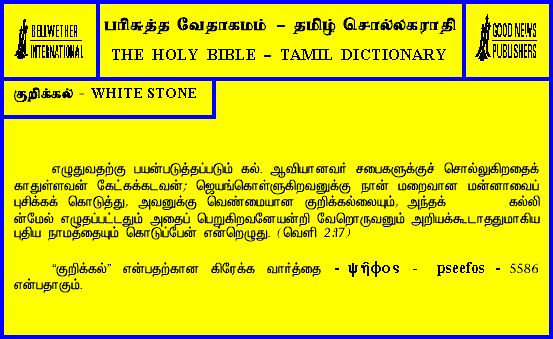 BELLWETHER
INTERNATIONAL
பரிசுத்த வேதாகமம் – தமிழ் சொல்லகராதி
THE HOLY BIBLE – TAMIL DICTIONARY
GOOD NEWS
PUBLISHERS
குறிக்கல் - WHITE STONE
எழுதுவதற்கு பயன்படுத்தப்படும் கல். ஆவியானவர் சபைகளுக்குச் சொல்லுகிறதைக்
காதுள்ளவன் கேட்கக்கடவன்; ஜெயங்கொள்ளுகிறவனுக்கு நான் மறைவான மன்னாவைப்
புசிக்கக் கொடுத்து, அவனுக்கு வெண்மையான குறிக்கல்லையும், அந்தக் கல்லி
ன்மேல் எழுதப்பட்டதும் அதைப் பெறுகிறவனேயன்றி வேறொருவனும் அறியக்கூடாததுமாகிய
புதிய நாமத்தையும் கொடுப்பேன் என்றெழுது. (வெளி 2:17)
“குறிக்கல்” என்பதற்கான கிரேக்க வார்த்தை - ψῆφος - pseefos - 5586
என்பதாகும்.